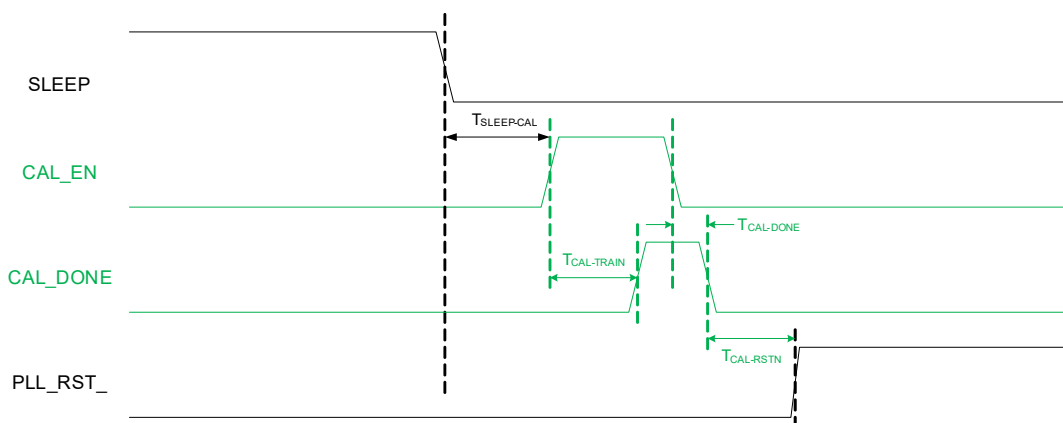 SLEEP
TSLEEP-CAL
CAL_EN
TCAL-DONE
TCAL-TRAIN
CAL_DONE
TCAL-RSTN
PLL_RST_